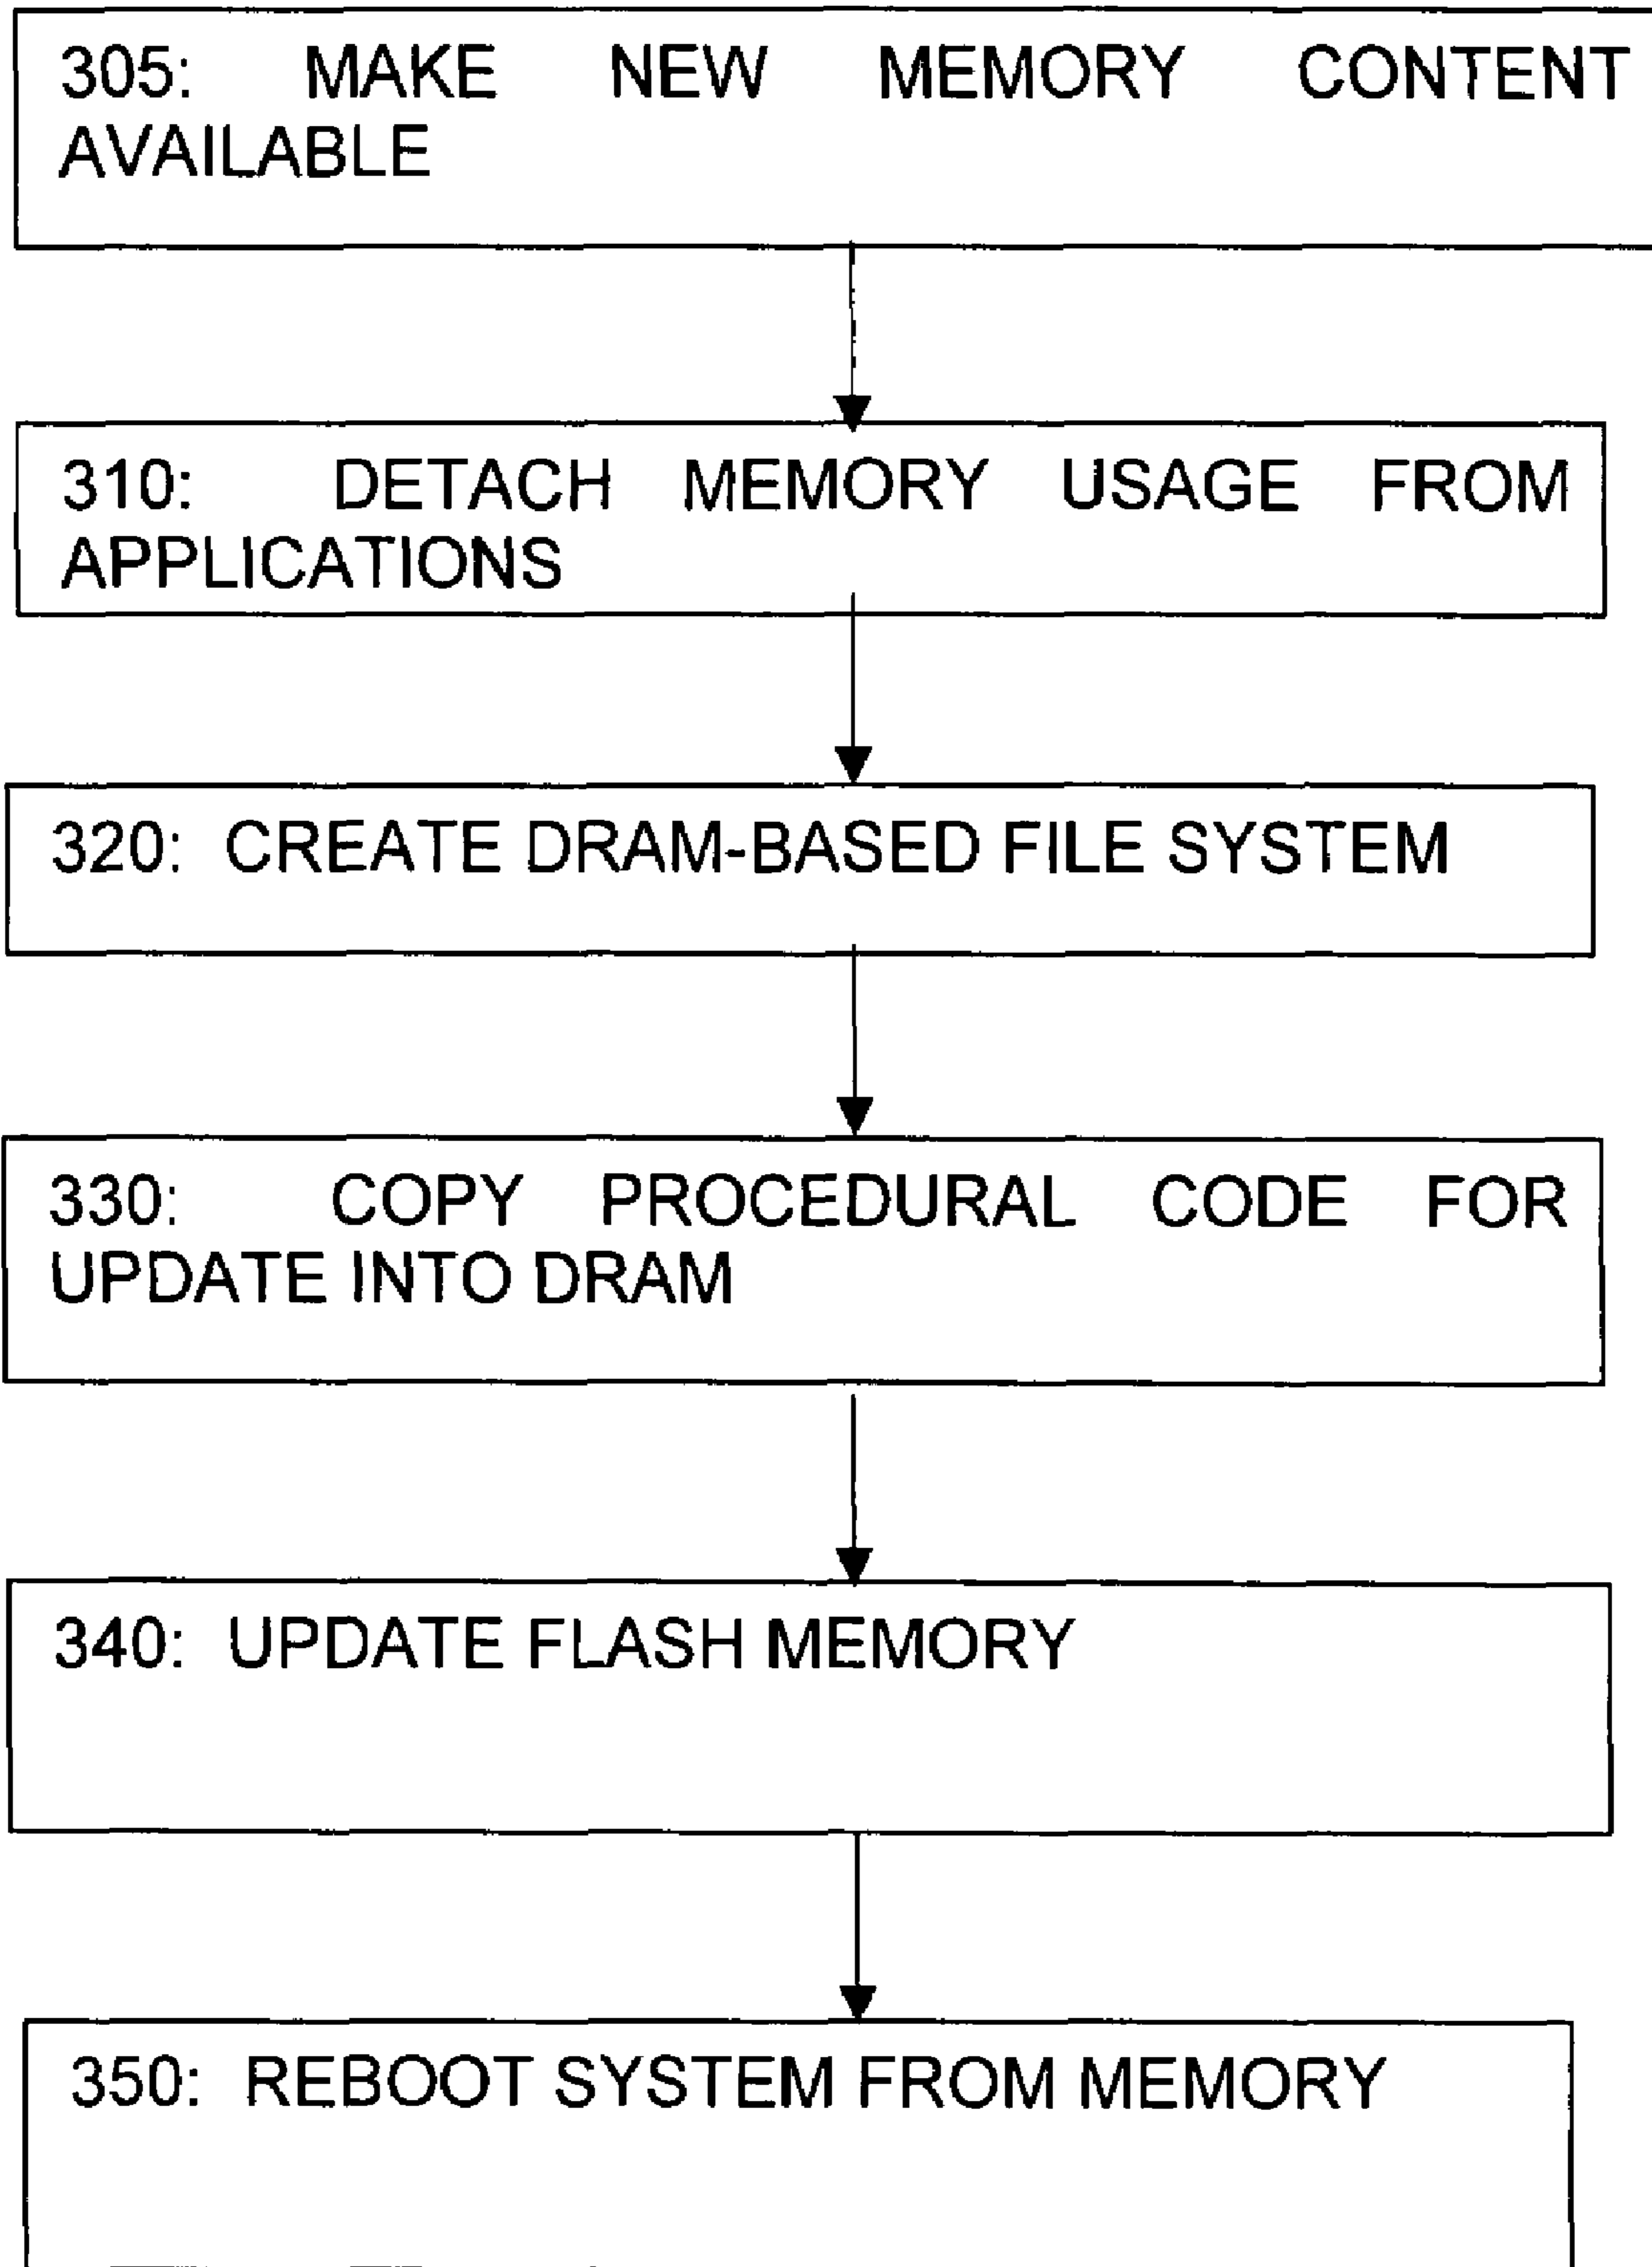 305: MAKE NEW MEMORY CONTENT
AVAILABLE
310: DETACH MEMORY USAGE FROM
APPLICATIONS
320: CREATE DRAM-BASED FILE SYSTEM
330: COPY PROCEDURAL CODE FOR
UPDATE INTO DRAM
340: UPDATE FLASH MEMORY
350: REBOOT SYSTEM FROM MEMORY